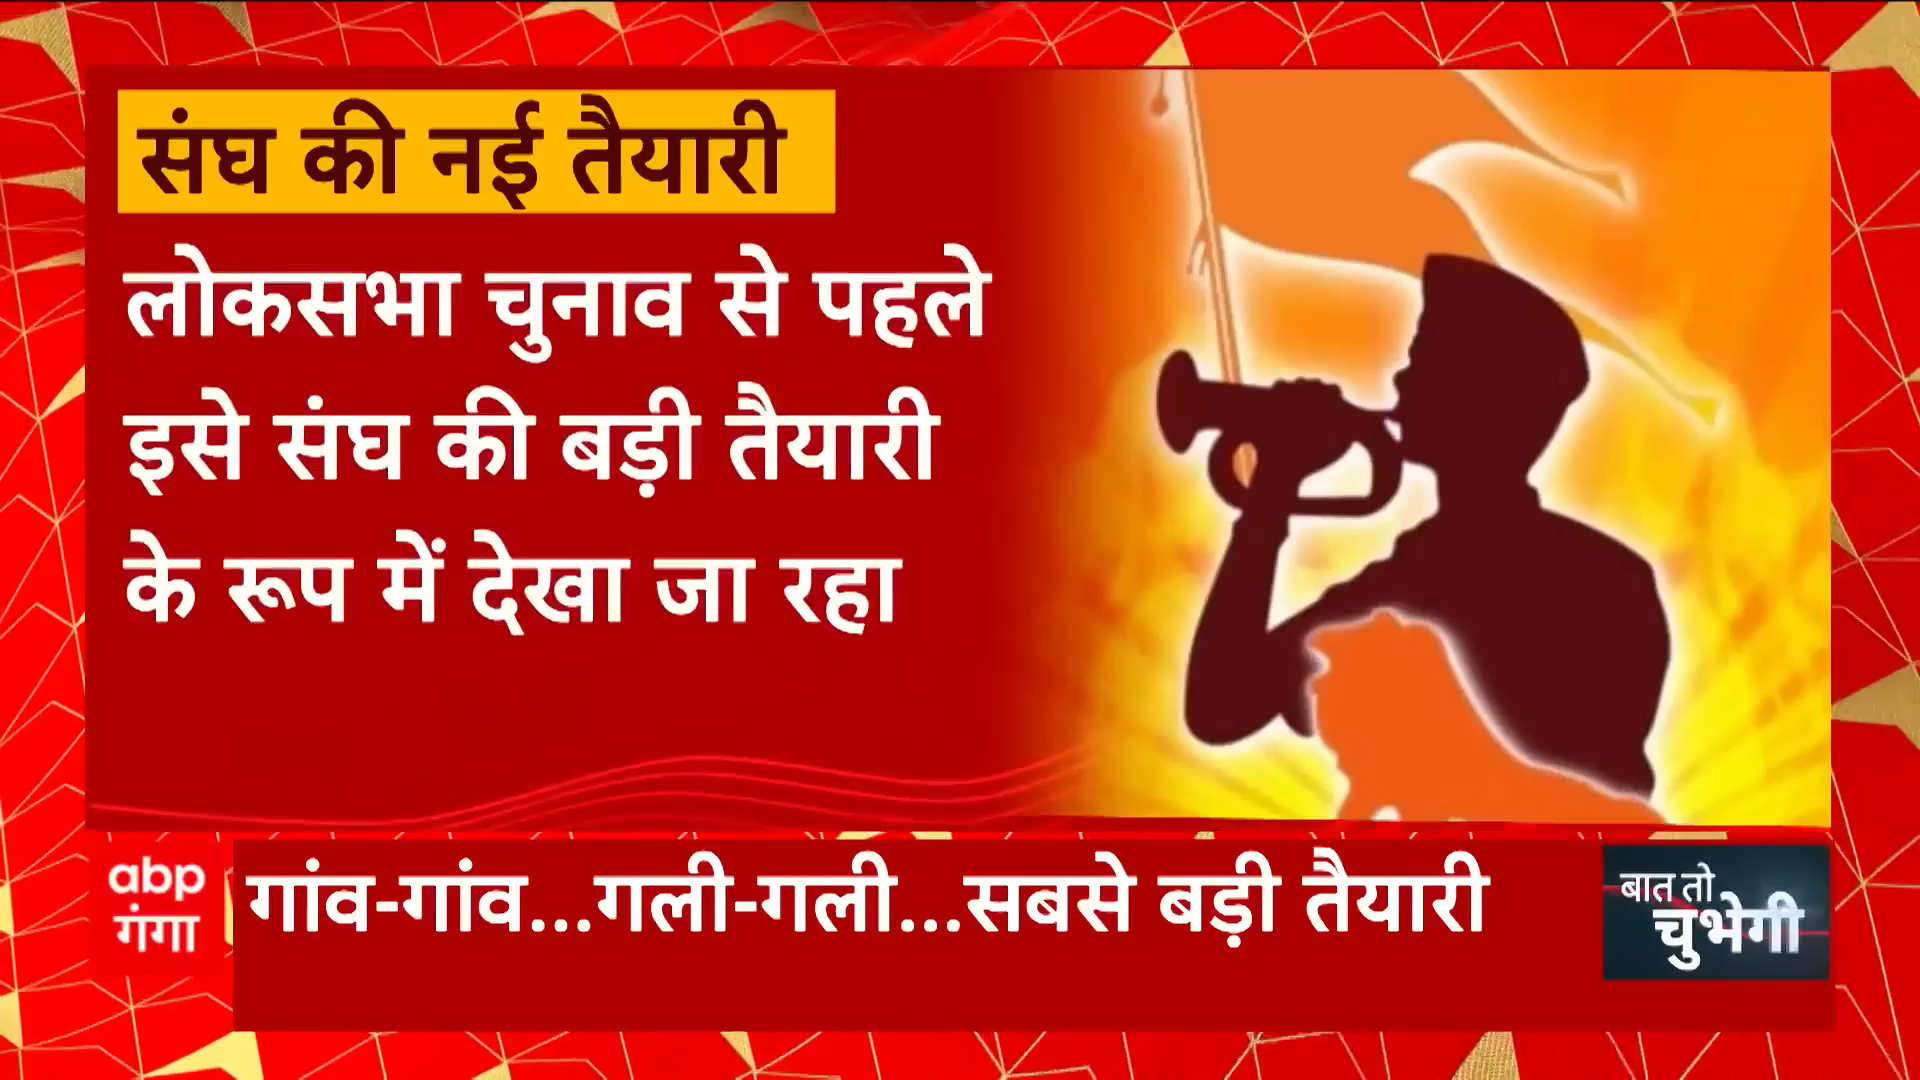 संघ की नई तैयारी
लोकसभा चुनाव से पहले
इसे संघ की बड़ी तैयारी
के रूप में देखा जा रहा
abp
गंगा
गांव-गांव...गली-गली...सबसे बड़ी तैयारी
बात तो
चुभेगी